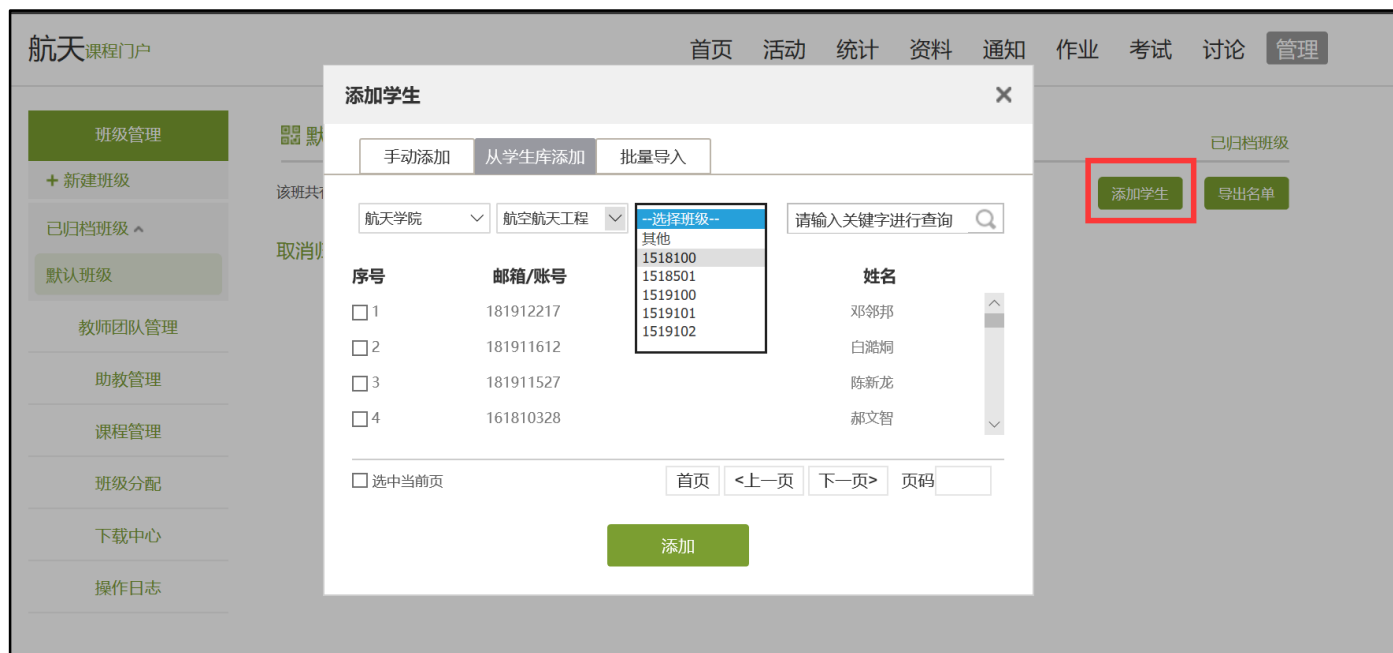 航天课程门户
首页 活动 统计 资料 通知 作业 考试 讨论 管理
班级管理
+ 新建班级
已归档班级
默认班级
教师团队管理
助教管理
课程管理
班级分配
下载中心
操作日志
默
已归档班级
该班共有
添加学生 导出名单
取消归
添加学生 ×
手动添加 从学生库添加 批量导入
航天学院 航空航天工程 --选择班级-- 请输入关键字进行查询
其他
1518100
1518501
1519100
1519101
1519102
序号 邮箱/账号 姓名
1 181912217 邓邻邦
2 181911612 白澔炯
3 181911527 陈新龙
4 161810328 郝文智
选中当前页 首页 <上一页 下一页> 页码
添加